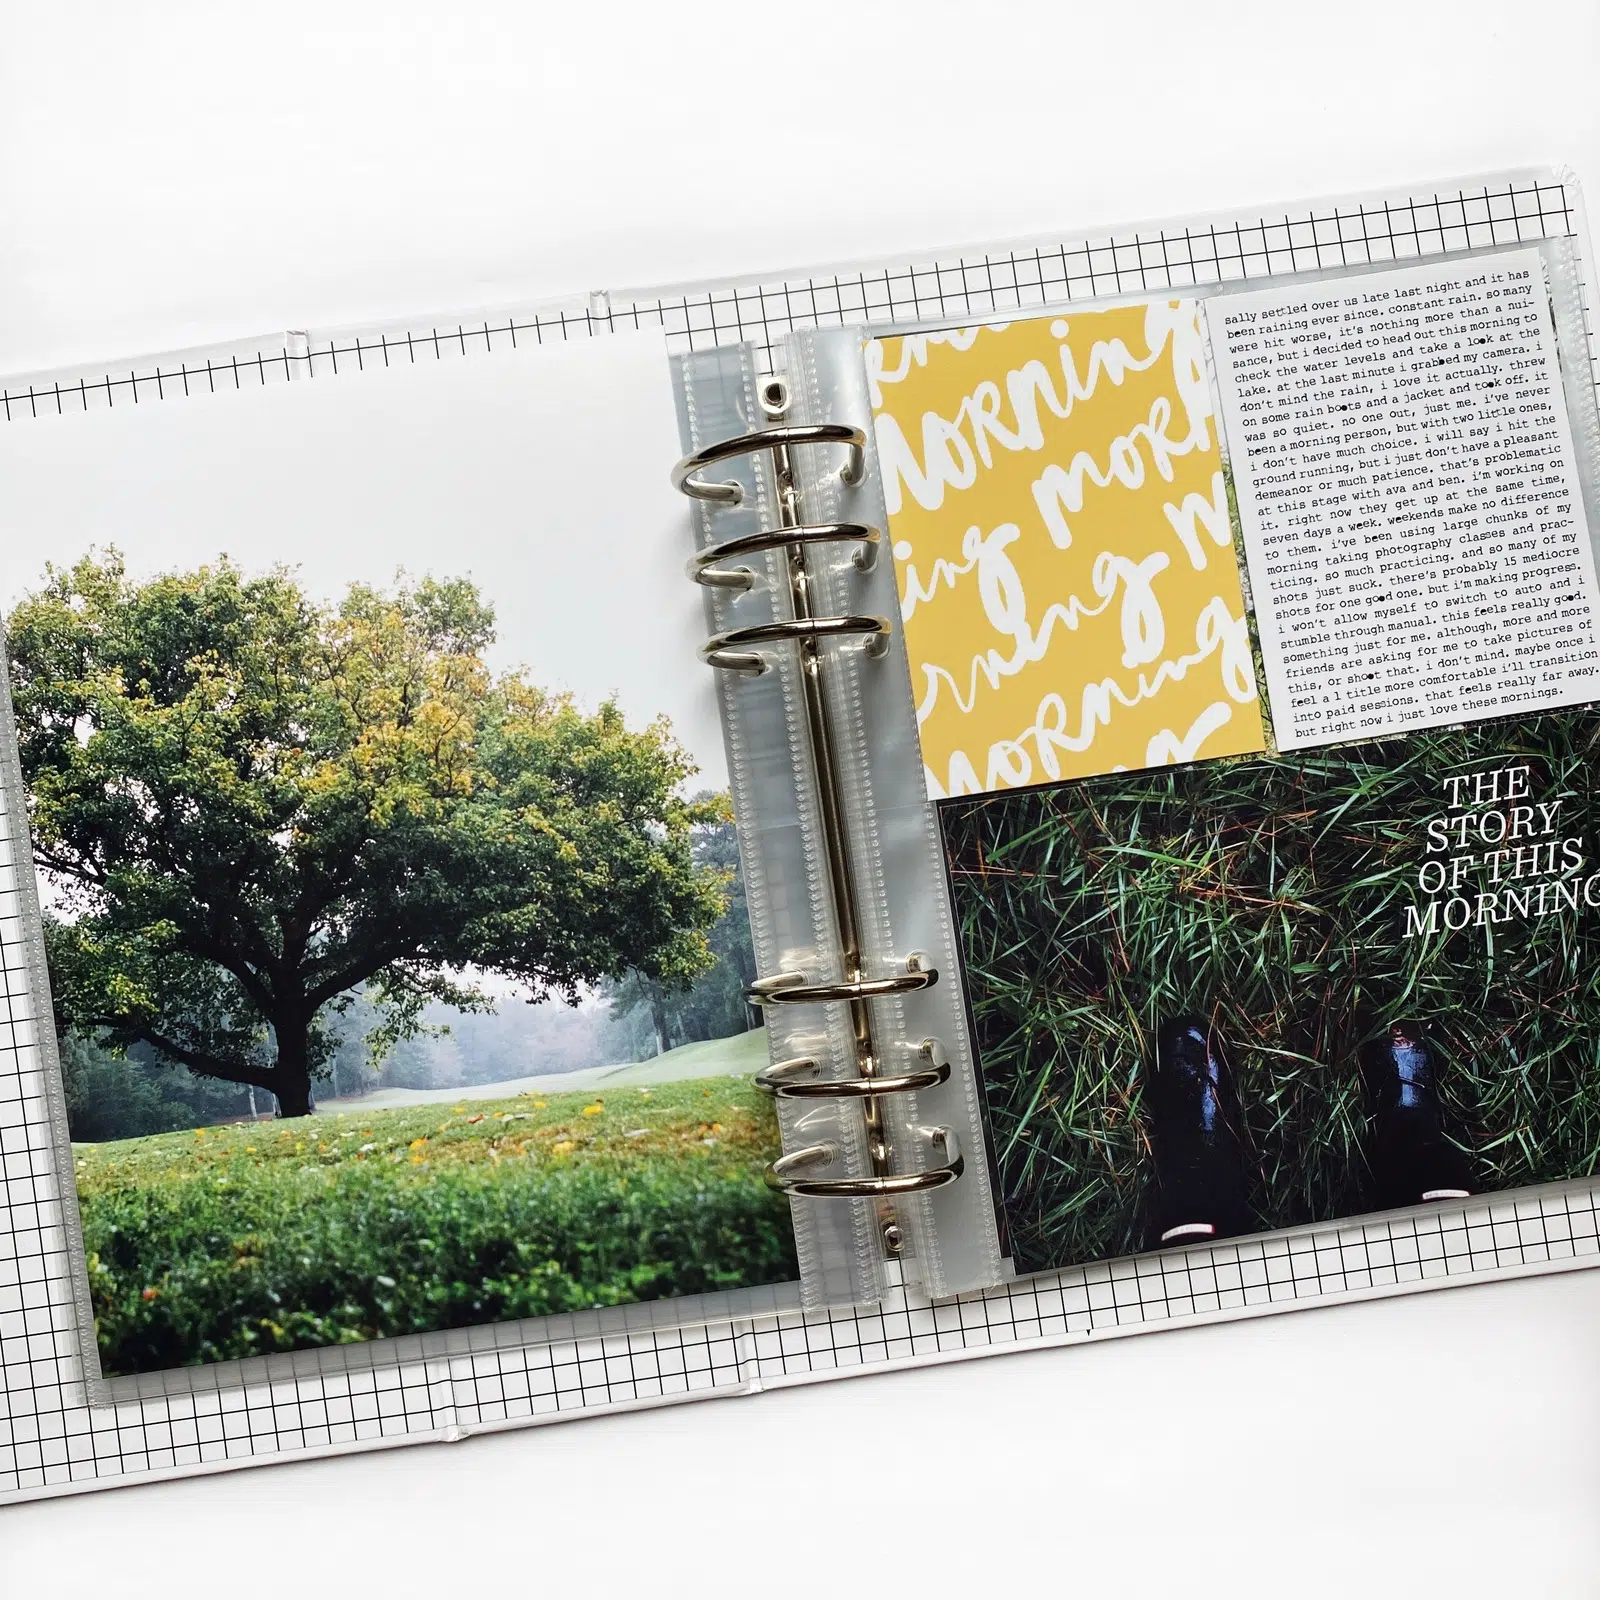 morning
morning
morn
ing
m
rning
morning
sally settled over us late last night and it has
been raining ever since. constant rain. so many
were hit worse, it's nothing more than a nui-
sance, but i decided to head out this morning to
check the water levels and take a look at the
lake. at the last minute i grabbed my camera. i
don't mind the rain, i love it actually. threw
on some rain boots and a jacket and took off. it
was so quiet. no one out, just me. i've never
been a morning person, but with two little ones,
i don't have much choice. i will say i hit the
ground running, but i just don't have a pleasant
demeanor or much patience. that's problematic
at this stage with ava and ben. i'm working on
it. right now they get up at the same time,
seven days a week. weekends make no difference
to them. i've been using large chunks of my
morning taking photography classes and prac-
ticing. so much practicing. and so many of my
shots just suck. there's probably 15 mediocre
shots for one good one. but i'm making progress.
i won't allow myself to switch to auto and i
stumble through manual. this feels really good.
something just for me. although, more and more
friends are asking for me to take pictures of
this, or shoot that. i don't mind. maybe once i
feel a l title more comfortable i'll transition
into paid sessions. that feels really far away.
but right now i just love these mornings.
THE
STORY
OF THIS
MORNING